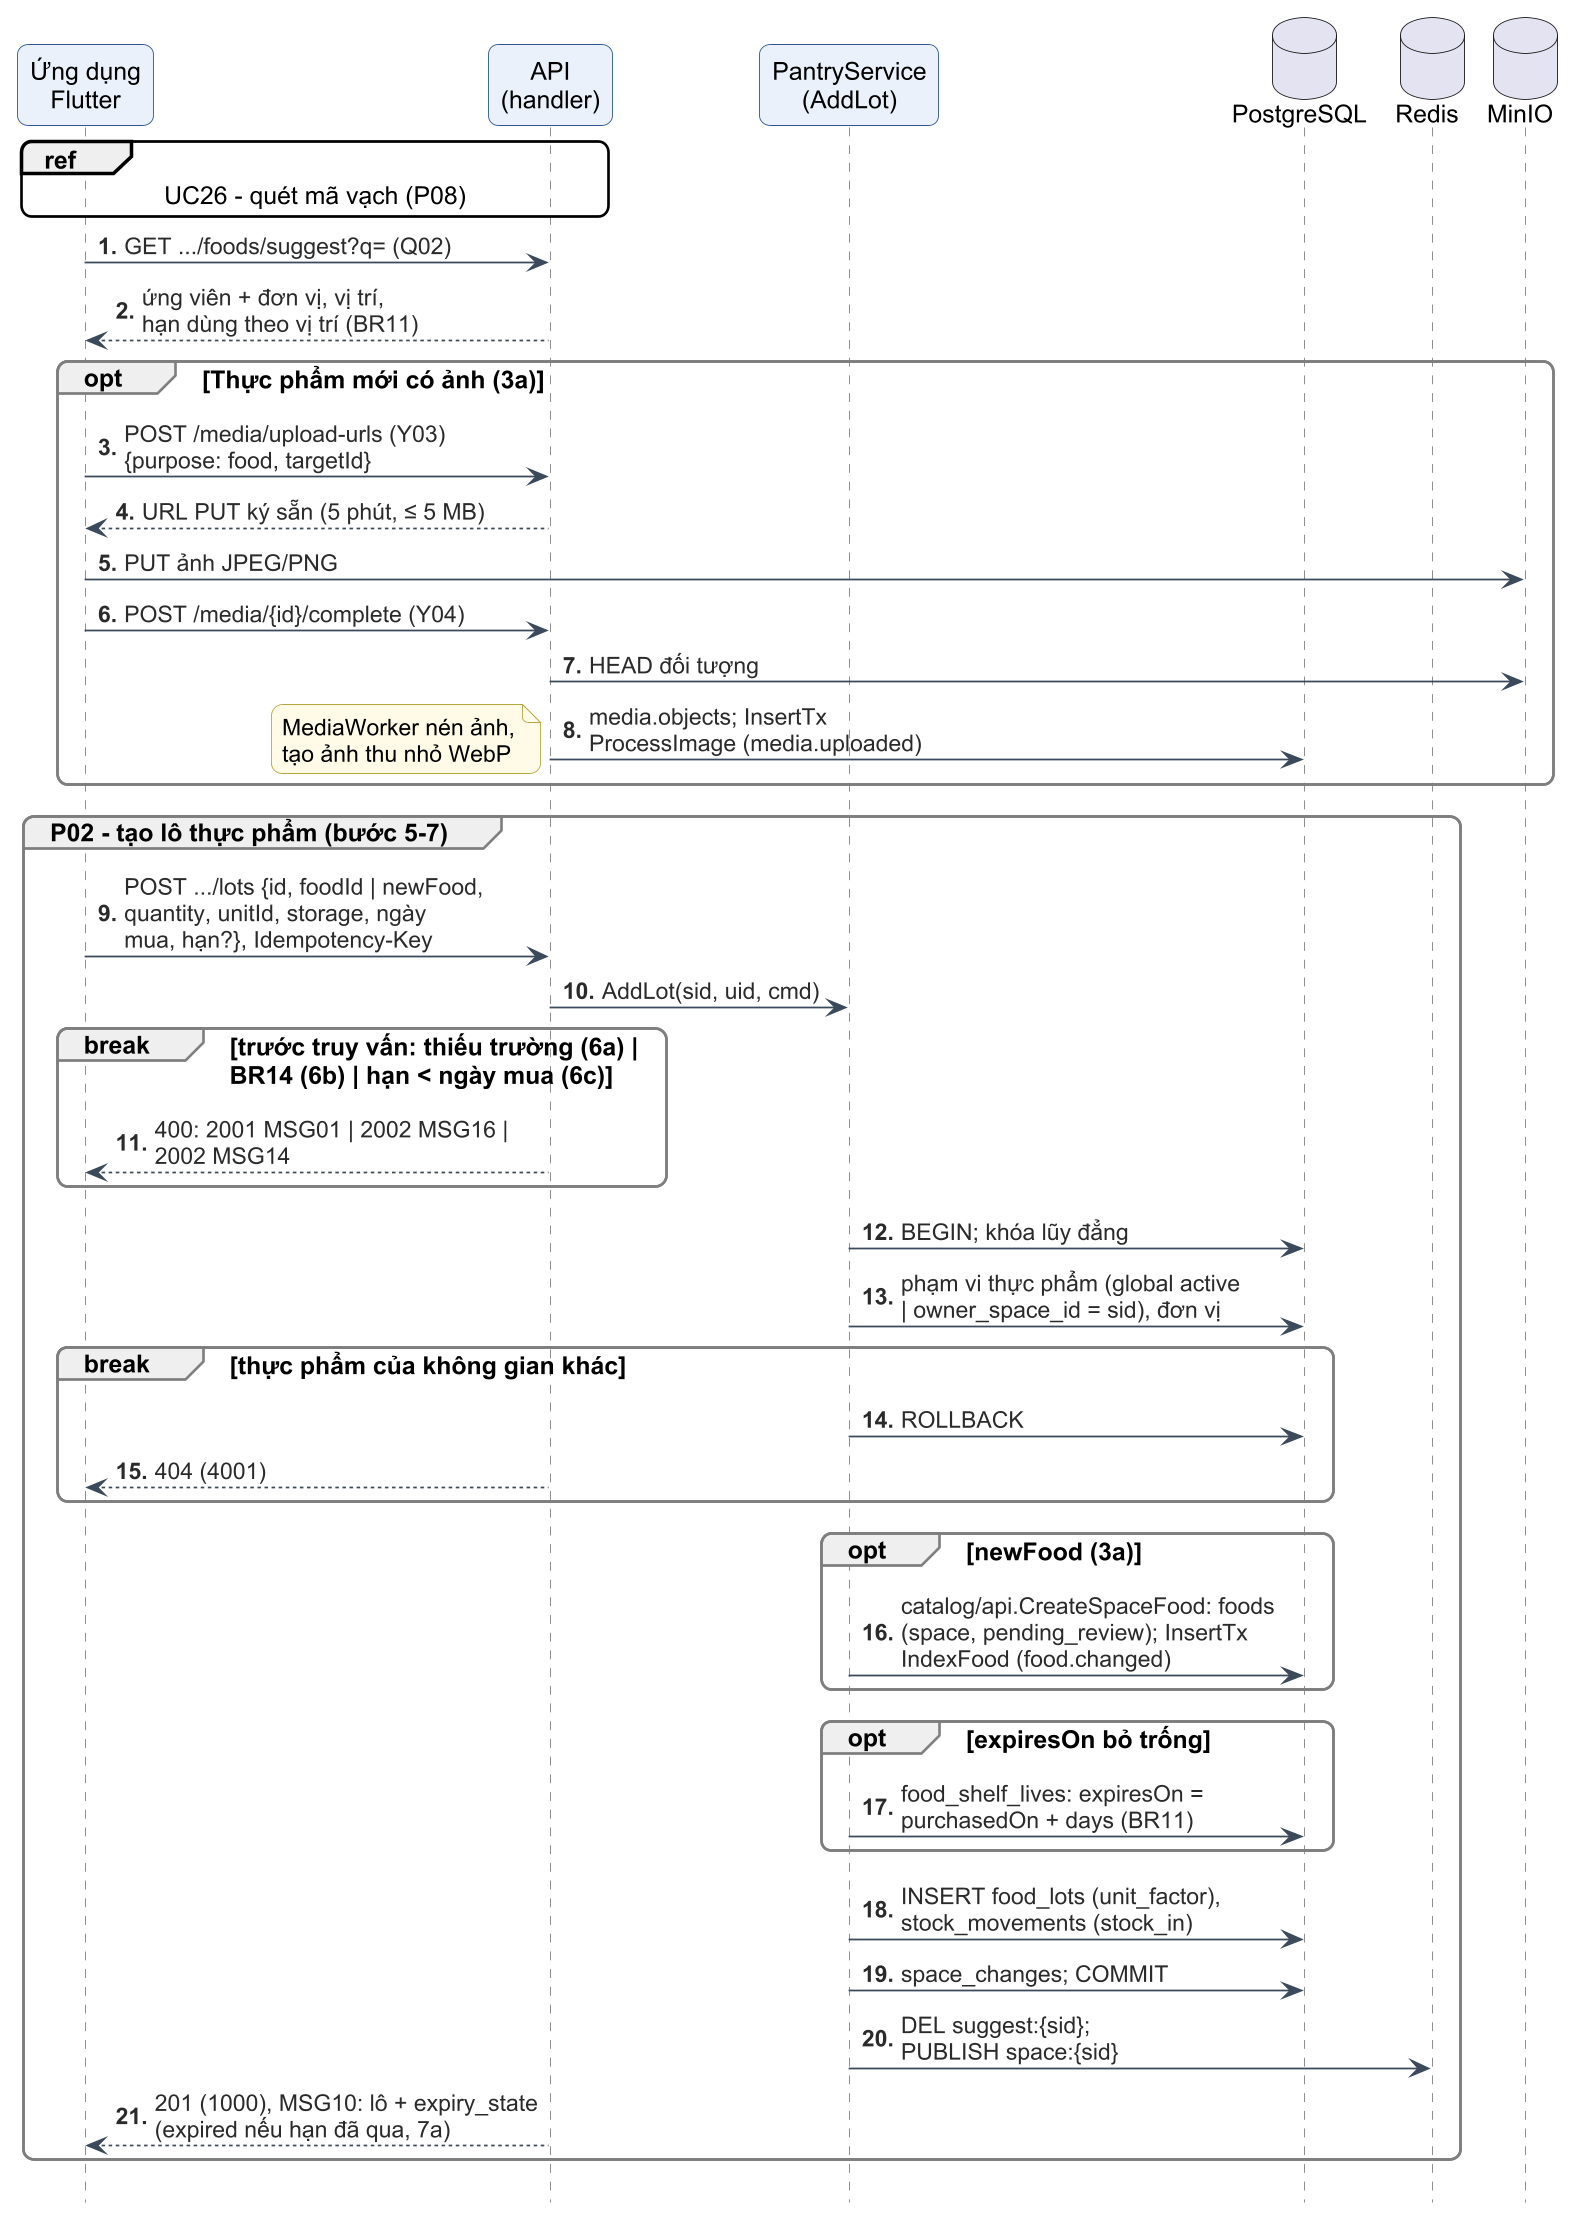 Ứng dụng
Flutter
API
(handler)
PantryService
(AddLot)
PostgreSQL
Redis
MinIO
ref
UC26 - quét mã vạch (P08)
1. GET .../foods/suggest?q= (Q02)
2. ứng viên + đơn vị, vị trí,
hạn dùng theo vị trí (BR11)
opt [Thực phẩm mới có ảnh (3a)]
3. POST /media/upload-urls (Y03)
{purpose: food, targetId}
4. URL PUT ký sẵn (5 phút, ≤ 5 MB)
5. PUT ảnh JPEG/PNG
6. POST /media/{id}/complete (Y04)
7. HEAD đối tượng
MediaWorker nén ảnh,
tạo ảnh thu nhỏ WebP
8. media.objects; InsertTx
ProcessImage (media.uploaded)
P02 - tạo lô thực phẩm (bước 5-7)
9. POST .../lots {id, foodId | newFood,
quantity, unitId, storage, ngày
mua, hạn?}, Idempotency-Key
10. AddLot(sid, uid, cmd)
break [trước truy vấn: thiếu trường (6a) |
BR14 (6b) | hạn < ngày mua (6c)]
11. 400: 2001 MSG01 | 2002 MSG16 |
2002 MSG14
12. BEGIN; khóa lũy đẳng
13. phạm vi thực phẩm (global active
| owner_space_id = sid), đơn vị
break [thực phẩm của không gian khác]
14. ROLLBACK
15. 404 (4001)
opt [newFood (3a)]
16. catalog/api.CreateSpaceFood: foods
(space, pending_review); InsertTx
IndexFood (food.changed)
opt [expiresOn bỏ trống]
17. food_shelf_lives: expiresOn =
purchasedOn + days (BR11)
18. INSERT food_lots (unit_factor),
stock_movements (stock_in)
19. space_changes; COMMIT
20. DEL suggest:{sid};
PUBLISH space:{sid}
21. 201 (1000), MSG10: lô + expiry_state
(expired nếu hạn đã qua, 7a)